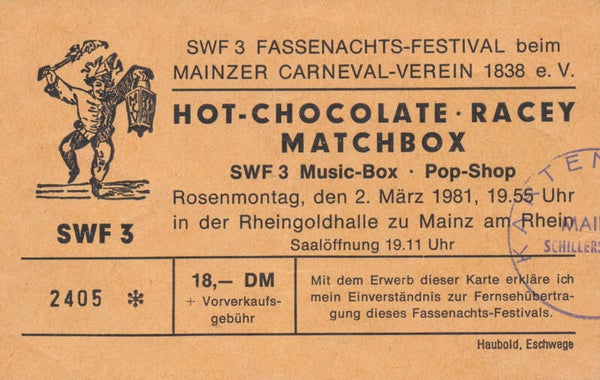 SWF 3 FASSENACHTS-FESTIVAL beim
MAINZER CARNEVAL-VEREIN 1838 e. V.
HOT-CHOCOLATE · RACEY
MATCHBOX
SWF 3 Music-Box · Pop-Shop
Rosenmontag, den 2. März 1981, 19.55 Uhr
in der Rheingoldhalle zu Mainz am Rhein
Saalöffnung 19.11 Uhr
SWF 3
2405 *
18,— DM
+ Vorverkaufs-
gebühr
Mit dem Erwerb dieser Karte erkläre ich
mein Einverständnis zur Fernsehübertra-
gung dieses Fassenachts-Festivals.
Haubold, Eschwege
KARTEN
MAI
SCHILLERS